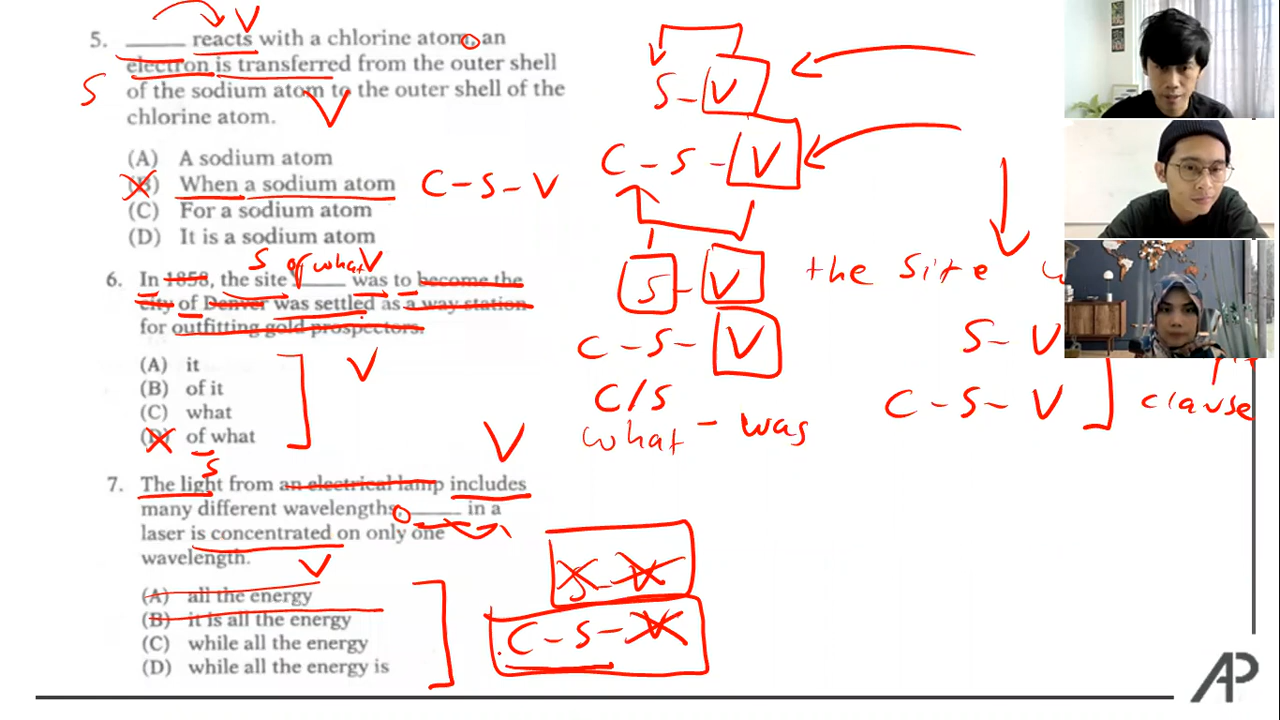 5. ____ reacts with a chlorine atom, an
electron is transferred from the outer shell
of the sodium atom to the outer shell of the
chlorine atom.
(A) A sodium atom
(B) When a sodium atom
(C) For a sodium atom
(D) It is a sodium atom
6. In 1858, the site ____ was to become the
city of Denver was settled as a way station
for outfitting gold prospectors.
(A) it
(B) of it
(C) what
(D) of what
7. The light from an electrical lamp includes
many different wavelengths, ____ in a
laser is concentrated on only one
wavelength.
(A) all the energy
(B) it is all the energy
(C) while all the energy
(D) while all the energy is
V
S
V
C-S-V
S of what V
V
S
V
V
S-V
C-S-V
S-V
C-S-V
C/S
what - was
S V
C-S-V
the site
S-V
C-S-V
clause
AP